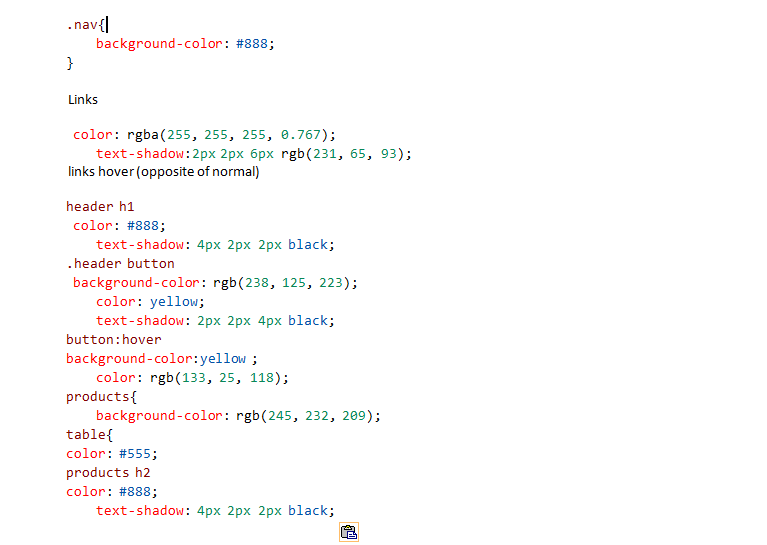 .nav{
background-color: #888;
}
Links
color: rgba(255, 255, 255, 0.767);
text-shadow:2px 2px 6px rgb(231, 65, 93);
links hover (opposite of normal)
header h1
color: #888;
text-shadow: 4px 2px 2px black;
.header button
background-color: rgb(238, 125, 223);
color: yellow;
text-shadow: 2px 2px 4px black;
button:hover
background-color:yellow ;
color: rgb(133, 25, 118);
products{
background-color: rgb(245, 232, 209);
table{
color: #555;
products h2
color: #888;
text-shadow: 4px 2px 2px black;